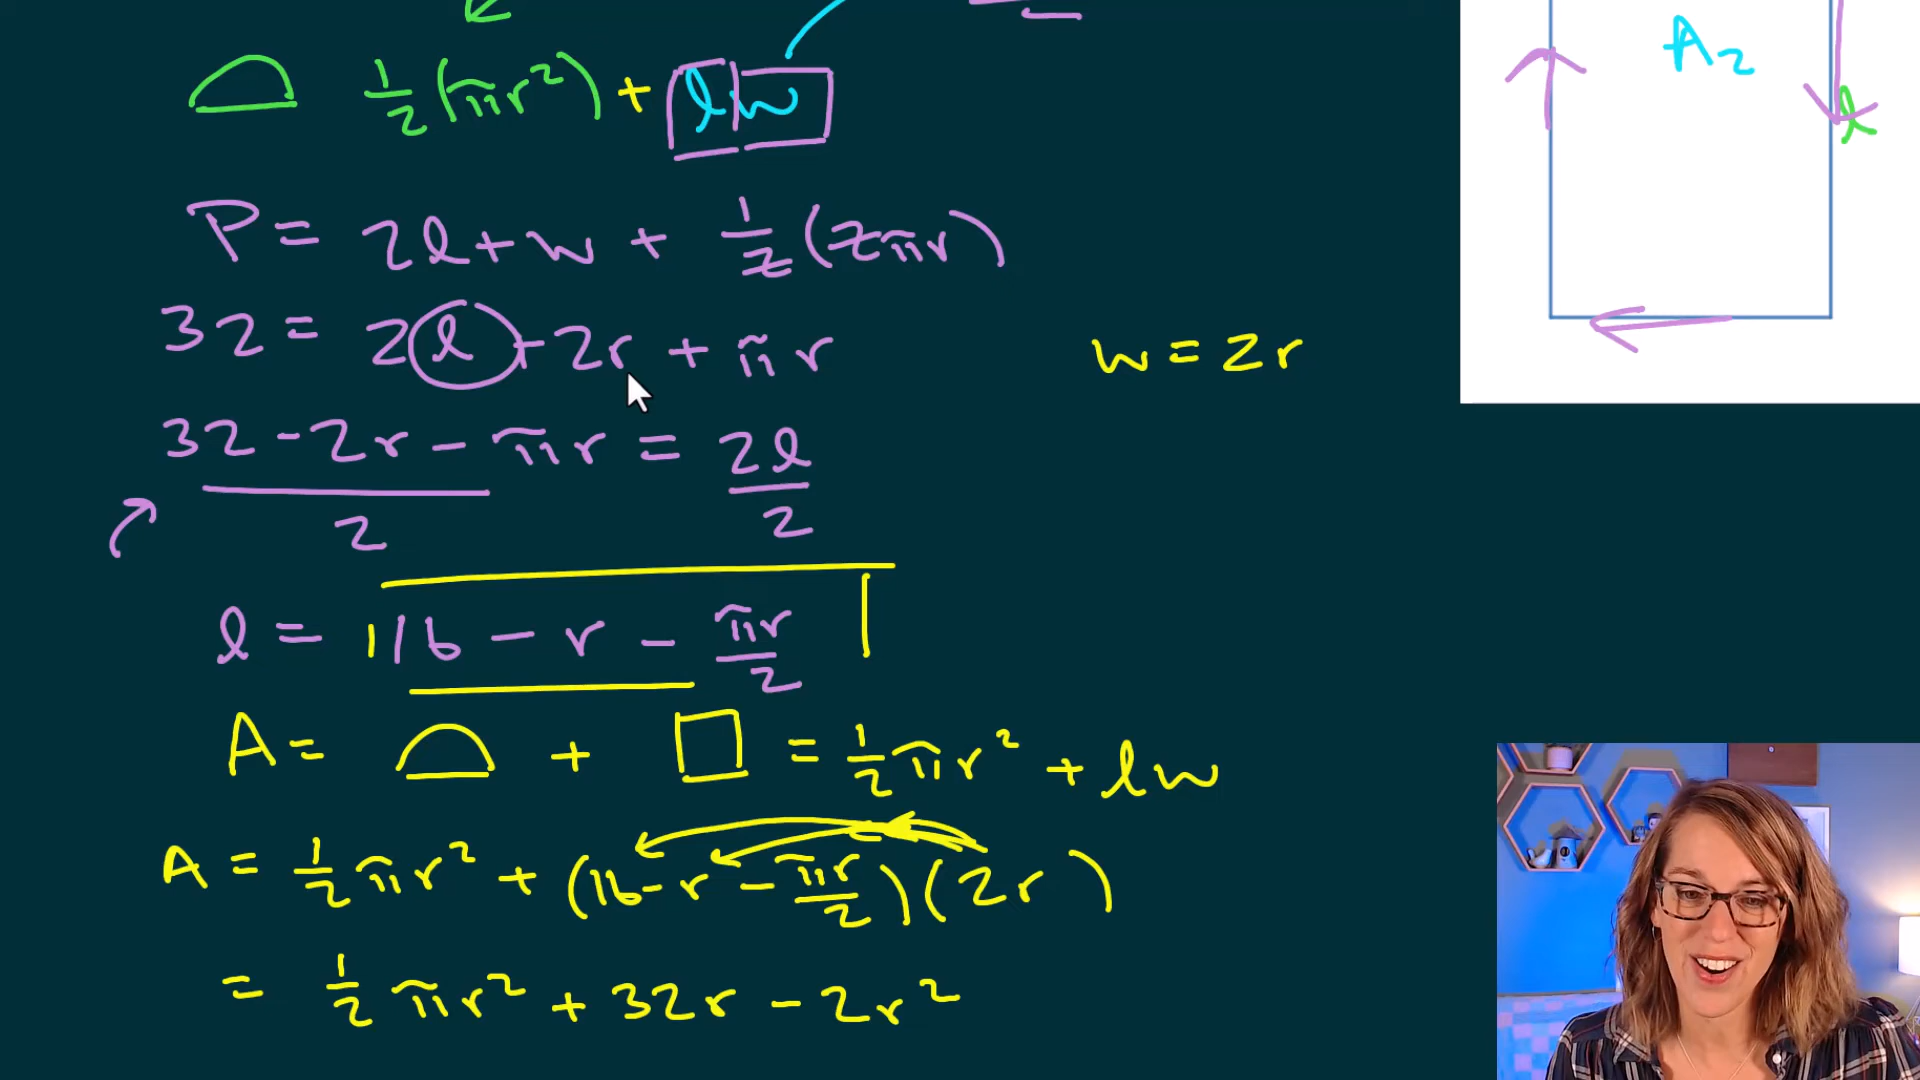 ½(πr²) + lw
A₂
l
P = 2l + w + ½(2πr)
32 = 2l + 2r + πr
w = 2r
32 - 2r - πr = 2l
2 2
l = 16 - r - πr/2
A = + = ½πr² + lw
A = ½πr² + (16 - r - πr/2)(2r)
= ½πr² + 32r - 2r²